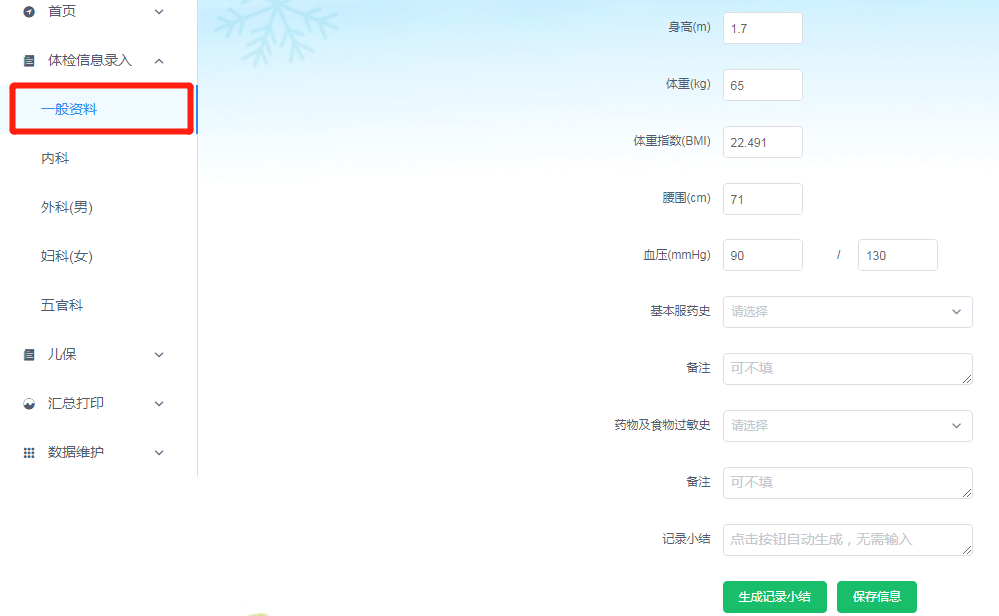 首页
体检信息录入
一般资料
内科
外科(男)
妇科(女)
五官科
儿保
汇总打印
数据维护
身高(m) 1.7
体重(kg) 65
体重指数(BMI) 22.491
腰围(cm) 71
血压(mmHg) 90 / 130
基本服药史 请选择
备注 可不填
药物及食物过敏史 请选择
备注 可不填
记录小结 点击按钮自动生成，无需输入
生成记录小结 保存信息